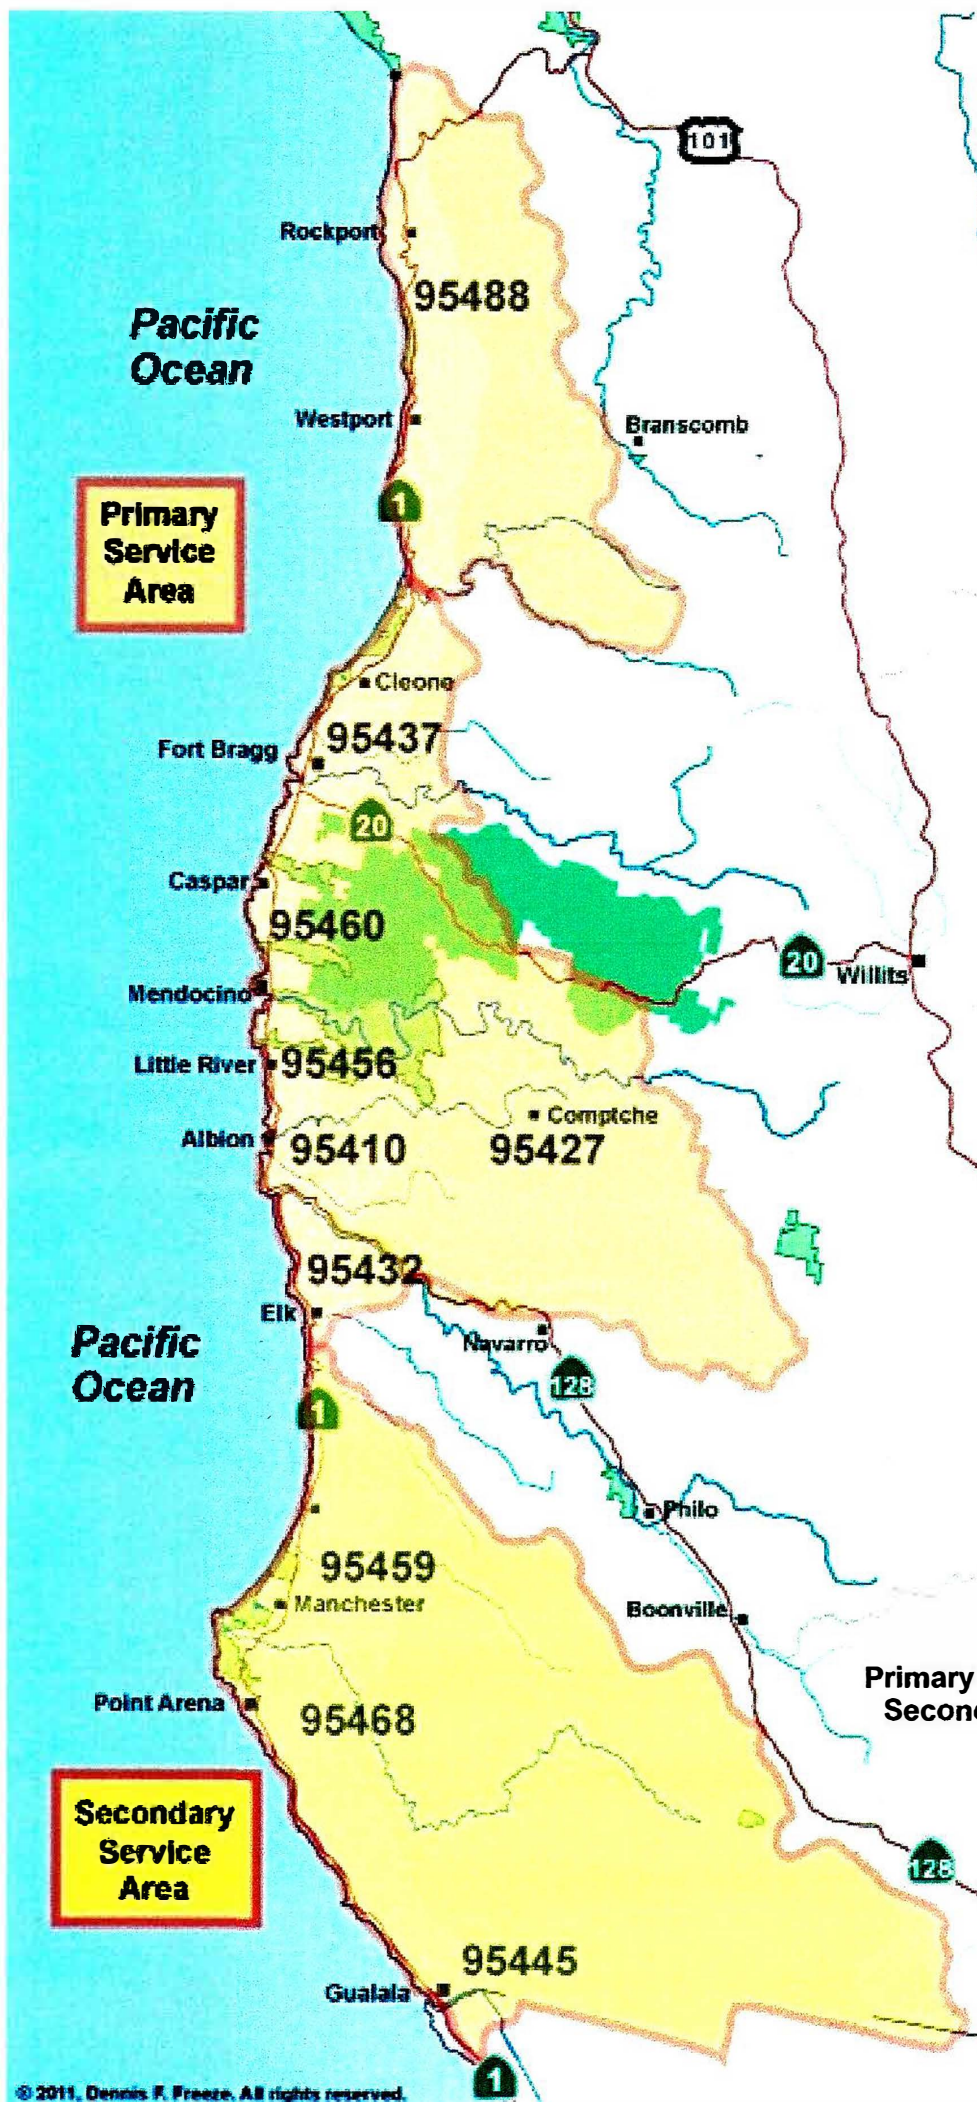 101
Rockport
95488
Pacific
Ocean
Westport
Branscomb
1
Primary
Service
Area
Cleone
95437
Fort Bragg
20
Caspar
95460
20
Willits
Mendocino
Little River
95456
Comptche
Albion
95410
95427
95432
Elk
Navarro
Pacific
Ocean
128
1
Philo
95459
Manchester
Boonville
Primary
Second
Point Arena
95468
Secondary
Service
Area
128
95445
Gualala
1
© 2011, Dennis F. Freeze. All rights reserved.